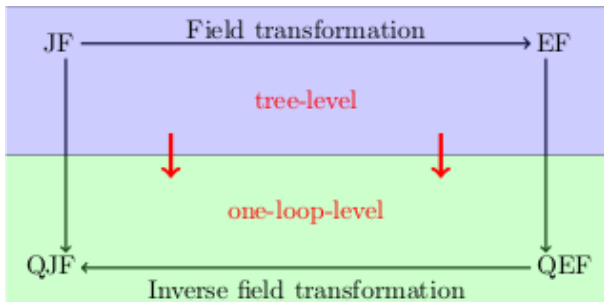 Field transformation
JF EF
tree-level
one-loop-level
QJF QEF
Inverse field transformation